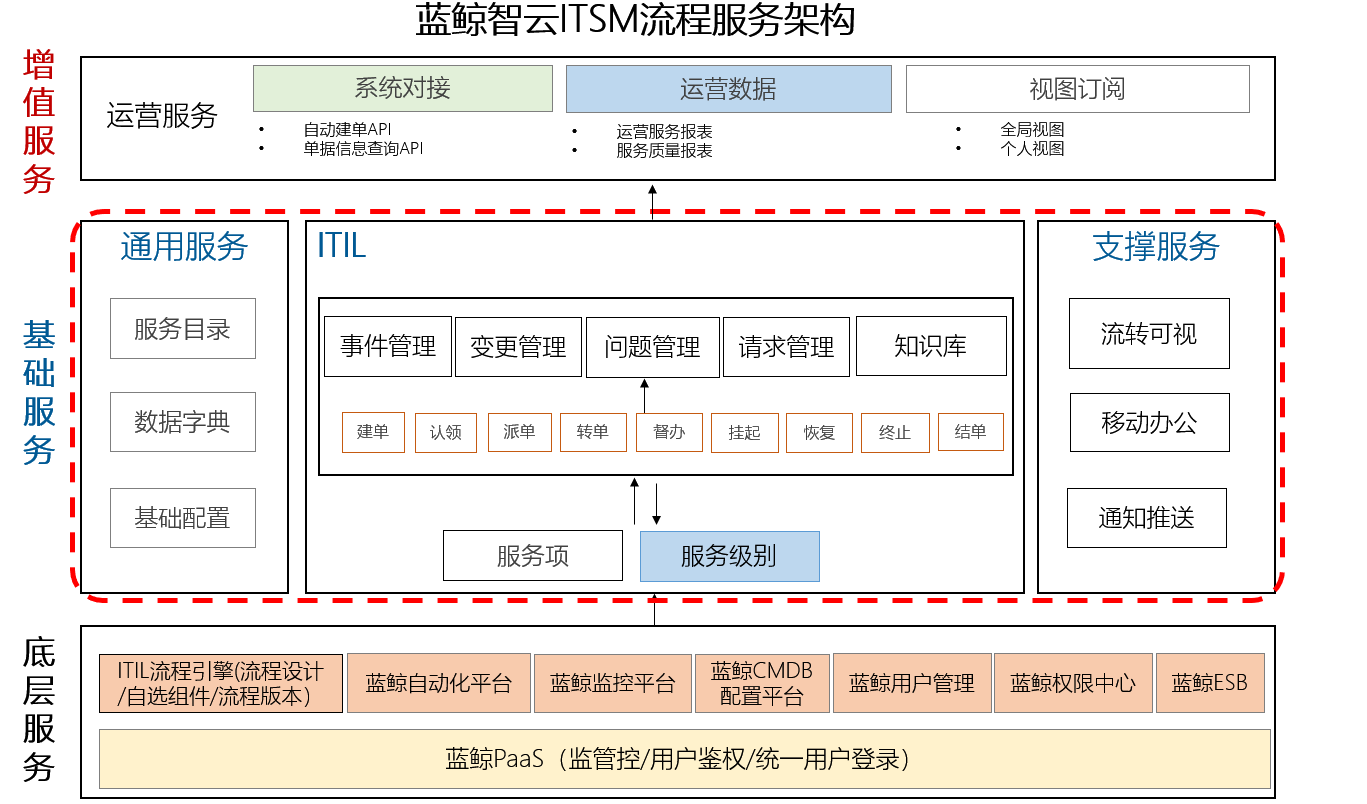 蓝鲸智云ITSM流程服务架构
增值服务
运营服务
系统对接
• 自动建单API
• 单据信息查询API
运营数据
• 运营服务报表
• 服务质量报表
视图订阅
• 全局视图
• 个人视图
基础服务
通用服务
服务目录
数据字典
基础配置
ITIL
事件管理
变更管理
问题管理
请求管理
知识库
建单
认领
派单
转单
督办
挂起
恢复
终止
结单
服务项
服务级别
支撑服务
流转可视
移动办公
通知推送
底层服务
ITIL流程引擎(流程设计
/自选组件/流程版本）
蓝鲸自动化平台
蓝鲸监控平台
蓝鲸CMDB
配置平台
蓝鲸用户管理
蓝鲸权限中心
蓝鲸ESB
蓝鲸PaaS（监管控/用户鉴权/统一用户登录）